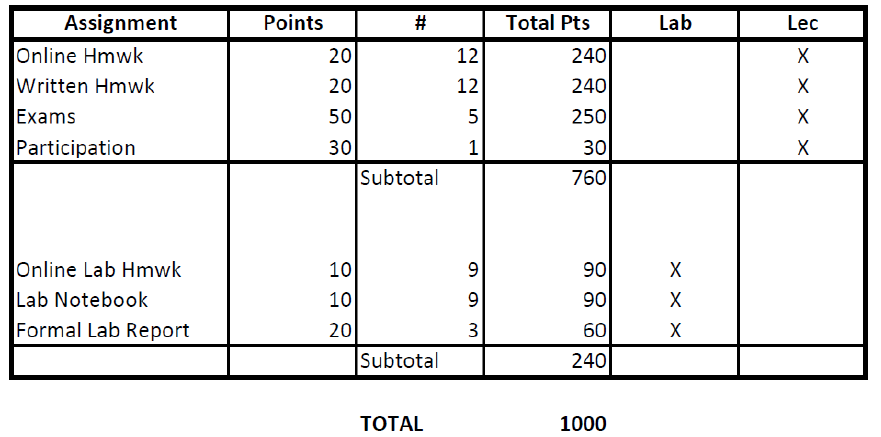 Assignment Points # Total Pts Lab Lec
Online Hmwk 20 12 240 X
Written Hmwk 20 12 240 X
Exams 50 5 250 X
Participation 30 1 30 X
Subtotal 760
Online Lab Hmwk 10 9 90 X
Lab Notebook 10 9 90 X
Formal Lab Report 20 3 60 X
Subtotal 240
TOTAL 1000